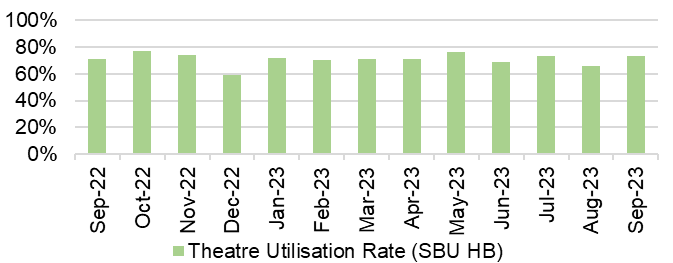 100%
80%
60%
40%
20%
0%
Sep-22
Oct-22
Nov-22
Dec-22
Jan-23
Feb-23
Mar-23
Apr-23
May-23
Jun-23
Jul-23
Aug-23
Sep-23
Theatre Utilisation Rate (SBU HB)